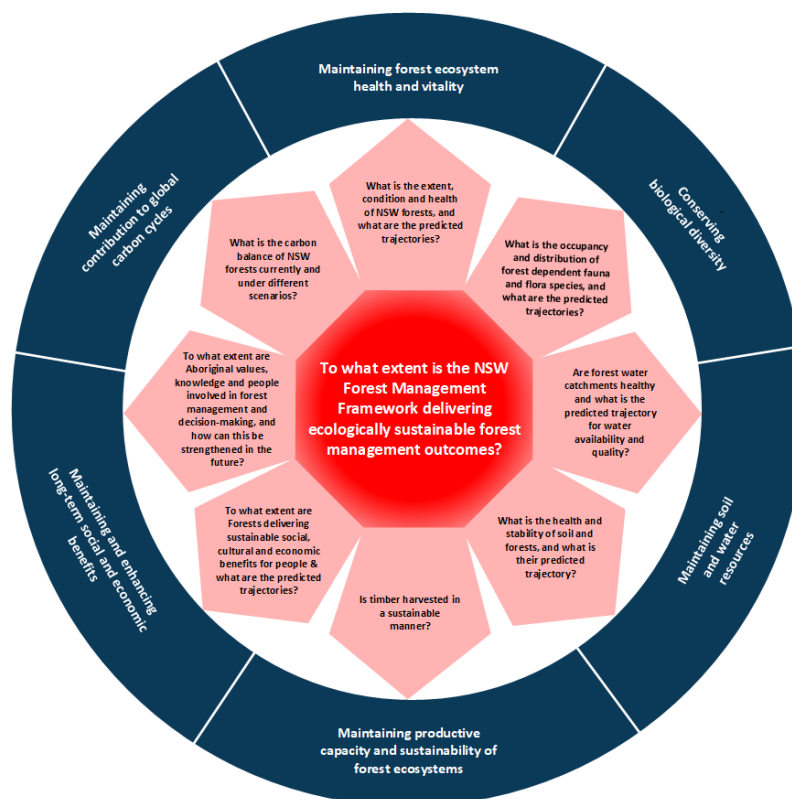 Maintaining forest ecosystem
health and vitality
Conserving
biological diversity
Maintaining soil
and water
resources
Maintaining productive
capacity and sustainability of
forest ecosystems
Maintaining and enhancing
long-term social and economic
benefits
Maintaining
contribution to global
carbon cycles
What is the extent,
condition and health
of NSW forests, and
what are the predicted
trajectories?
What is the occupancy
and distribution of
forest dependent fauna
and flora species, and
what are the predicted
trajectories?
Are forest water
catchments healthy
and what is the
predicted trajectory
for water
availability and
quality?
What is the health and
stability of soil and
forests, and what is
their predicted
trajectory?
Is timber harvested in
a sustainable
manner?
To what extent are
Forests delivering
sustainable social,
cultural and economic
benefits for people &
what are the predicted
trajectories?
To what extent are
Aboriginal values,
knowledge and people
involved in forest
management and
decision-making, and
how can this be
strengthened in the
future?
What is the carbon
balance of NSW
forests currently and
under different
scenarios?
To what extent is the NSW
Forest Management
Framework delivering
ecologically sustainable forest
management outcomes?